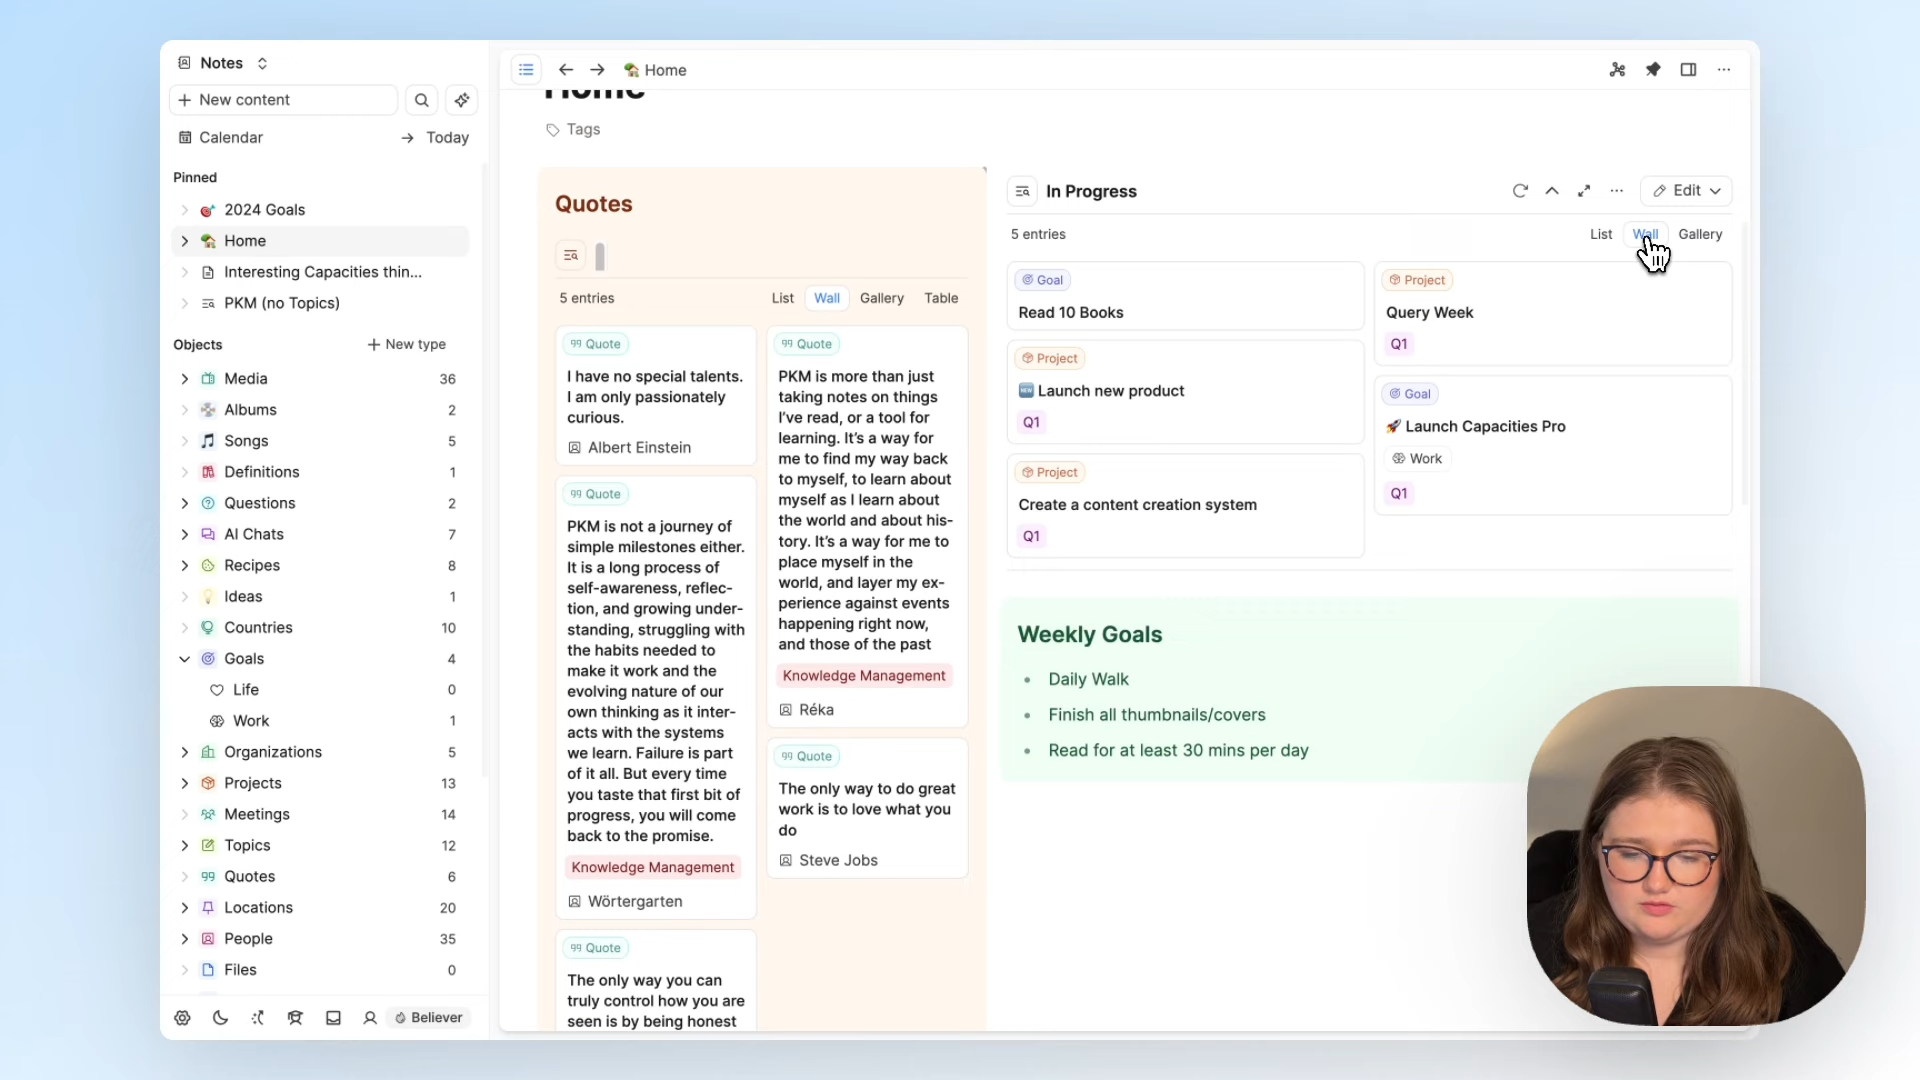 Notes
New content
Calendar
Today
Pinned
2024 Goals
Home
Interesting Capacities thin...
PKM (no Topics)
Objects
New type
Media 36
Albums 2
Songs 5
Definitions 1
Questions 2
AI Chats 7
Recipes 8
Ideas 1
Countries 10
Goals 4
Life 0
Work 1
Organizations 5
Projects 13
Meetings 14
Topics 12
Quotes 6
Locations 20
People 35
Files 0
Believer
Home
Home
Tags
Quotes
5 entries
List Wall Gallery Table
Quote
I have no special talents.
I am only passionately
curious.
Albert Einstein
Quote
PKM is not a journey of
simple milestones either.
It is a long process of
self-awareness, reflec-
tion, and growing under-
standing, struggling with
the habits needed to
make it work and the
evolving nature of our
own thinking as it inter-
acts with the systems
we learn. Failure is part
of it all. But every time
you taste that first bit of
progress, you will come
back to the promise.
Knowledge Management
Wörtergarten
Quote
The only way you can
truly control how you are
seen is by being honest
Quote
PKM is more than just
taking notes on things
I've read, or a tool for
learning. It's a way for
me to find my way back
to myself, to learn about
myself as I learn about
the world and about his-
tory. It's a way for me to
place myself in the
world, and layer my ex-
perience against events
happening right now,
and those of the past
Knowledge Management
Réka
Quote
The only way to do great
work is to love what you
do
Steve Jobs
In Progress
Edit
5 entries
List Wall Gallery
Goal
Read 10 Books
Project
🆕 Launch new product
Q1
Project
Create a content creation system
Q1
Project
Query Week
Q1
Goal
🚀 Launch Capacities Pro
Work
Q1
Weekly Goals
• Daily Walk
• Finish all thumbnails/covers
• Read for at least 30 mins per day